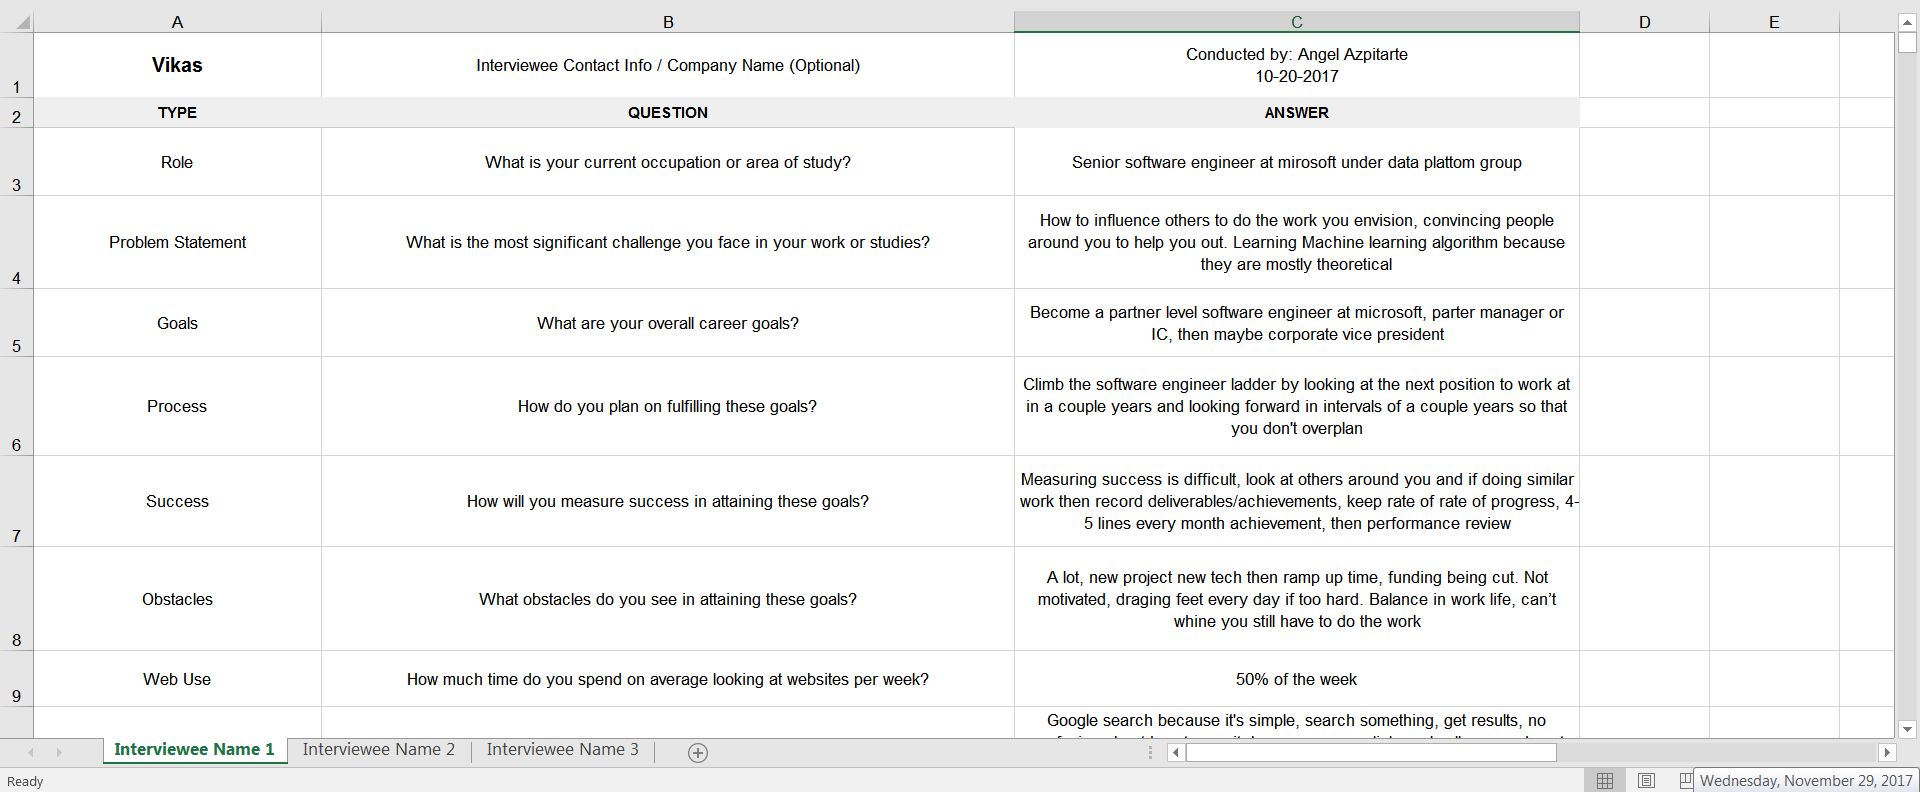 A B C D E
1 Vikas Interviewee Contact Info / Company Name (Optional) Conducted by: Angel Azpitarte
10-20-2017
2 TYPE QUESTION ANSWER
3 Role What is your current occupation or area of study? Senior software engineer at mirosoft under data plattom group
4 Problem Statement What is the most significant challenge you face in your work or studies? How to influence others to do the work you envision, convincing people
around you to help you out. Learning Machine learning algorithm because
they are mostly theoretical
5 Goals What are your overall career goals? Become a partner level software engineer at microsoft, parter manager or
IC, then maybe corporate vice president
6 Process How do you plan on fulfilling these goals? Climb the software engineer ladder by looking at the next position to work at
in a couple years and looking forward in intervals of a couple years so that
you don't overplan
7 Success How will you measure success in attaining these goals? Measuring success is difficult, look at others around you and if doing similar
work then record deliverables/achievements, keep rate of rate of progress, 4-
5 lines every month achievement, then performance review
8 Obstacles What obstacles do you see in attaining these goals? A lot, new project new tech then ramp up time, funding being cut. Not
motivated, draging feet every day if too hard. Balance in work life, can’t
whine you still have to do the work
9 Web Use How much time do you spend on average looking at websites per week? 50% of the week
Google search because it's simple, search something, get results, no
Interviewee Name 1 Interviewee Name 2 Interviewee Name 3
Ready Wednesday, November 29, 2017